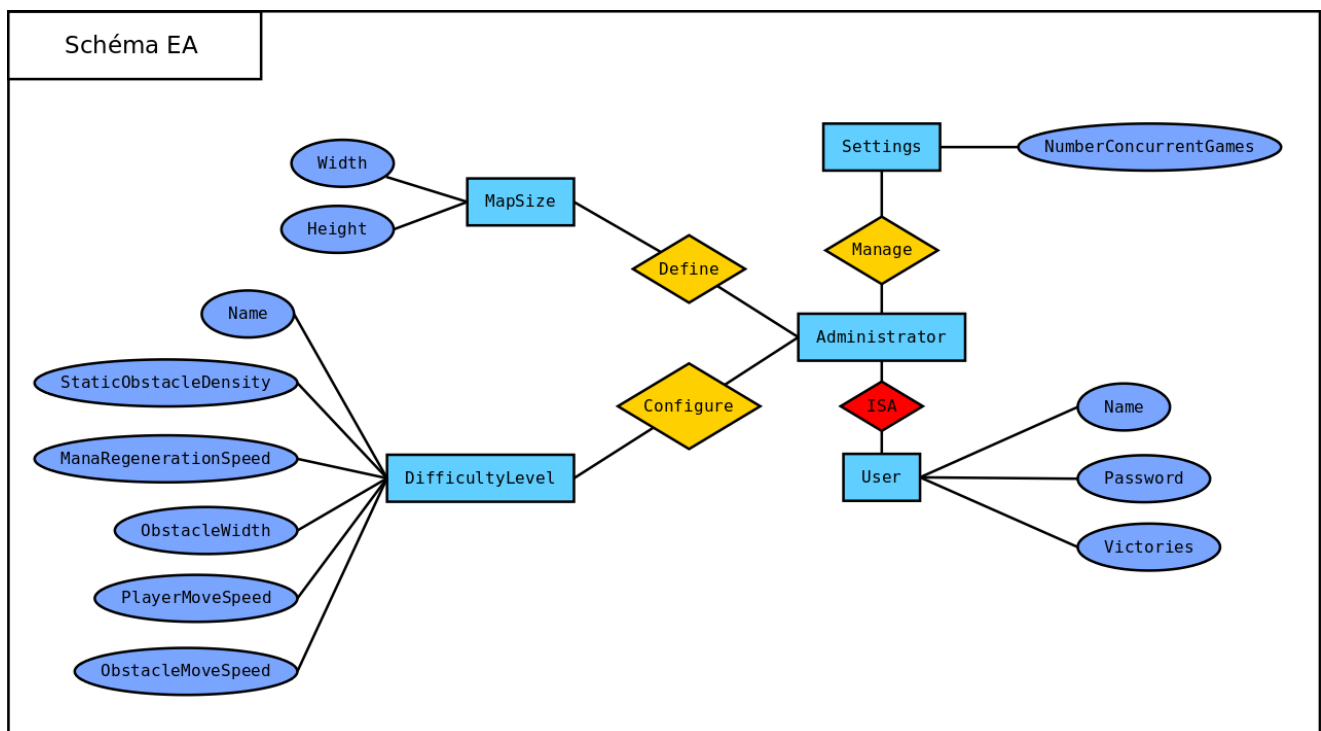 Schéma EA
Settings
NumberConcurrentGames
Width
MapSize
Height
Manage
Define
Name
Administrator
StaticObstacleDensity
Configure
ISA
Name
ManaRegenerationSpeed
DifficultyLevel
User
Password
ObstacleWidth
Victories
PlayerMoveSpeed
ObstacleMoveSpeed